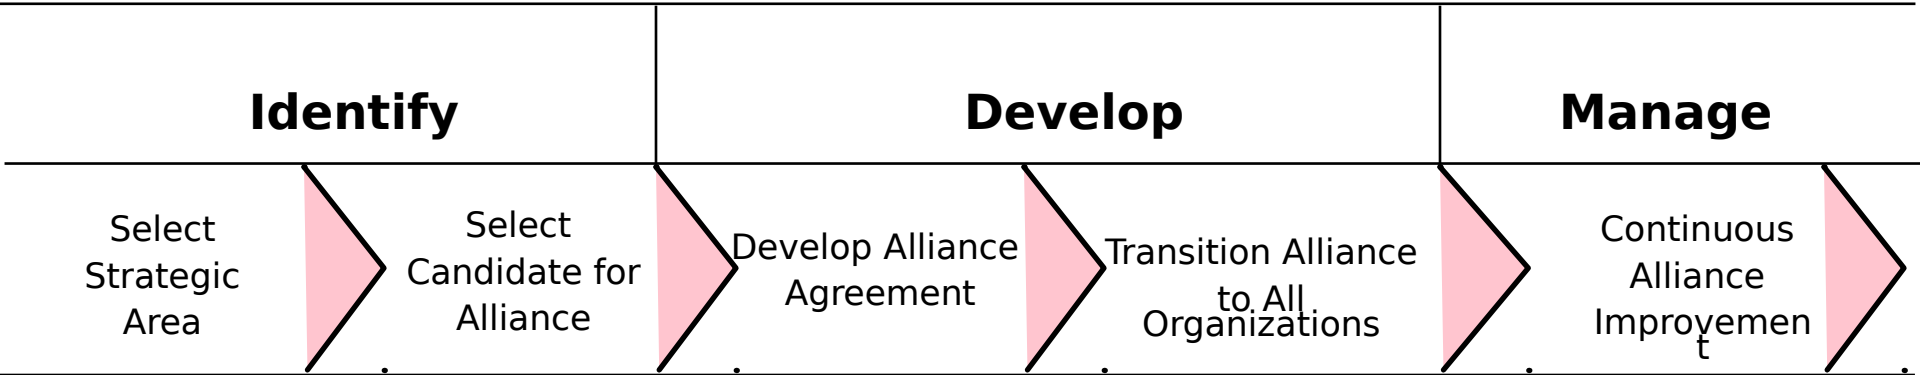 Identify
Develop
Manage
Select
Strategic
Area
Select
Candidate for
Alliance
Develop Alliance
Agreement
Transition Alliance
to All
Organizations
Continuous
Alliance
Improvemen
t